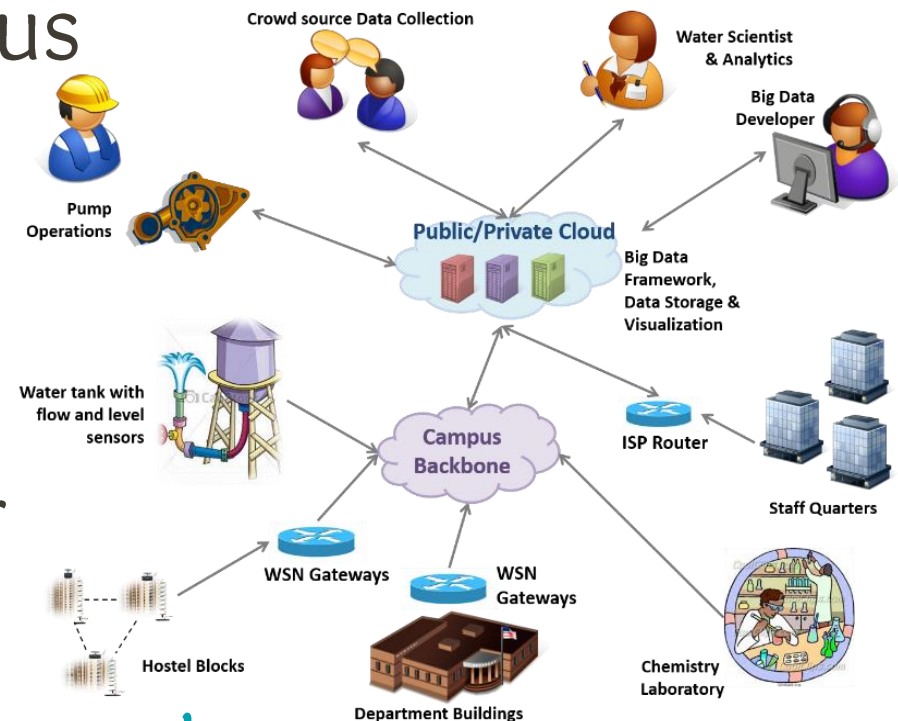 us
Crowd source Data Collection
Water Scientist
& Analytics
Big Data
Developer
Pump
Operations
Public/Private Cloud
Big Data
Framework,
Data Storage &
Visualization
Water tank with
flow and level
sensors
Campus
Backbone
ISP Router
Staff Quarters
WSN Gateways
WSN
Gateways
Hostel Blocks
Chemistry
Laboratory
Department Buildings